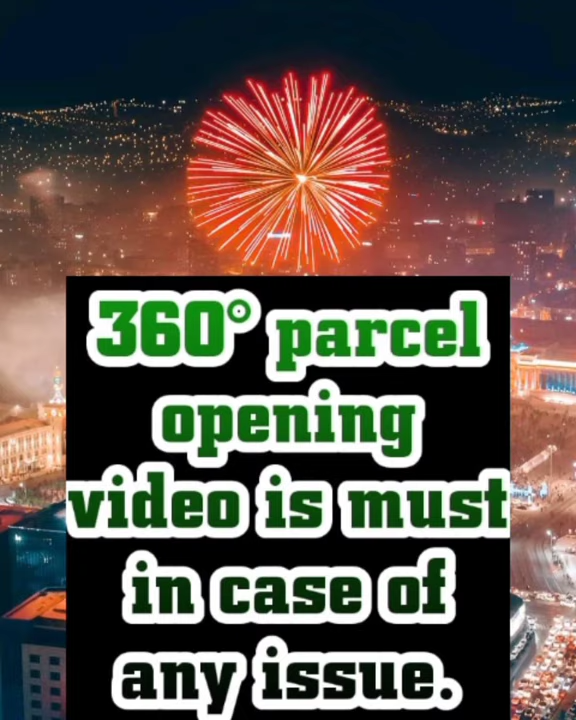 360° parcel
opening
video is must
in case of
any issue.